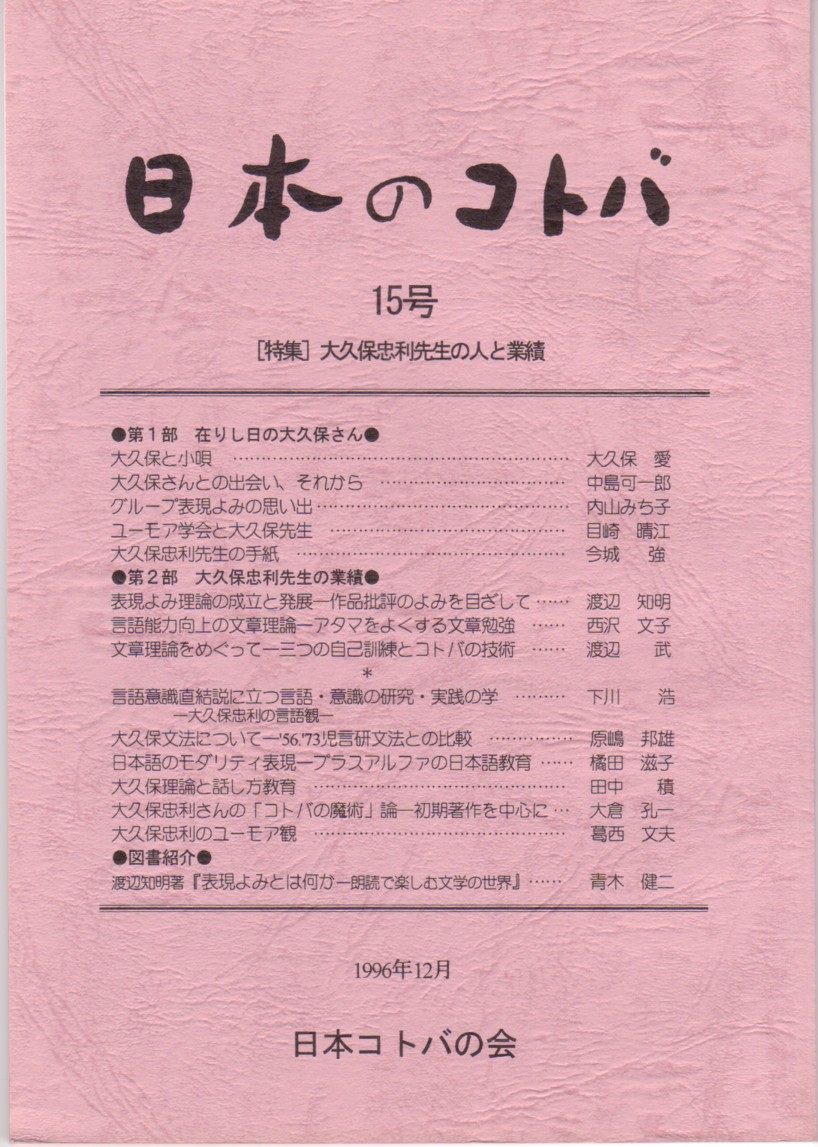 日本のコトバ
15号
［特集］大久保忠利先生の人と業績
●第１部　在りし日の大久保さん●
大久保と小唄 ………………………………………… 大久保　愛
大久保さんとの出会い、それから ………………………… 中島可一郎
グループ表現よみの思い出………………………………… 内山みち子
ユーモア学会と大久保先生 ……………………………… 目崎　晴江
大久保忠利先生の手紙 …………………………………… 今城　強
●第２部　大久保忠利先生の業績●
表現よみ理論の成立と発展―作品批評のよみを目ざして…… 渡辺　知明
言語能力向上の文章理論―アタマをよくする文章勉強 …… 西沢　文子
文章理論をめぐって―三つの自己訓練とコトバの技術 …… 渡辺　武
＊
言語意識直結説に立つ言語・意識の研究・実践の学 ……… 下川　浩
―大久保忠利の言語観―
大久保文法について―'56.'73児言研文法との比較 …………… 原嶋　邦雄
日本語のモダリティ表現―プラスアルファの日本語教育 …… 橘田　滋子
大久保理論と話し方教育 ………………………………… 田中　積
大久保忠利さんの「コトバの魔術」論―初期著作を中心に … 大倉　孔一
大久保忠利のユーモア観 ………………………………… 葛西　文夫
●図書紹介●
渡辺知明著『表現よみとは何か―朗読で楽しむ文学の世界』…… 青木　健二
1996年12月
日本コトバの会